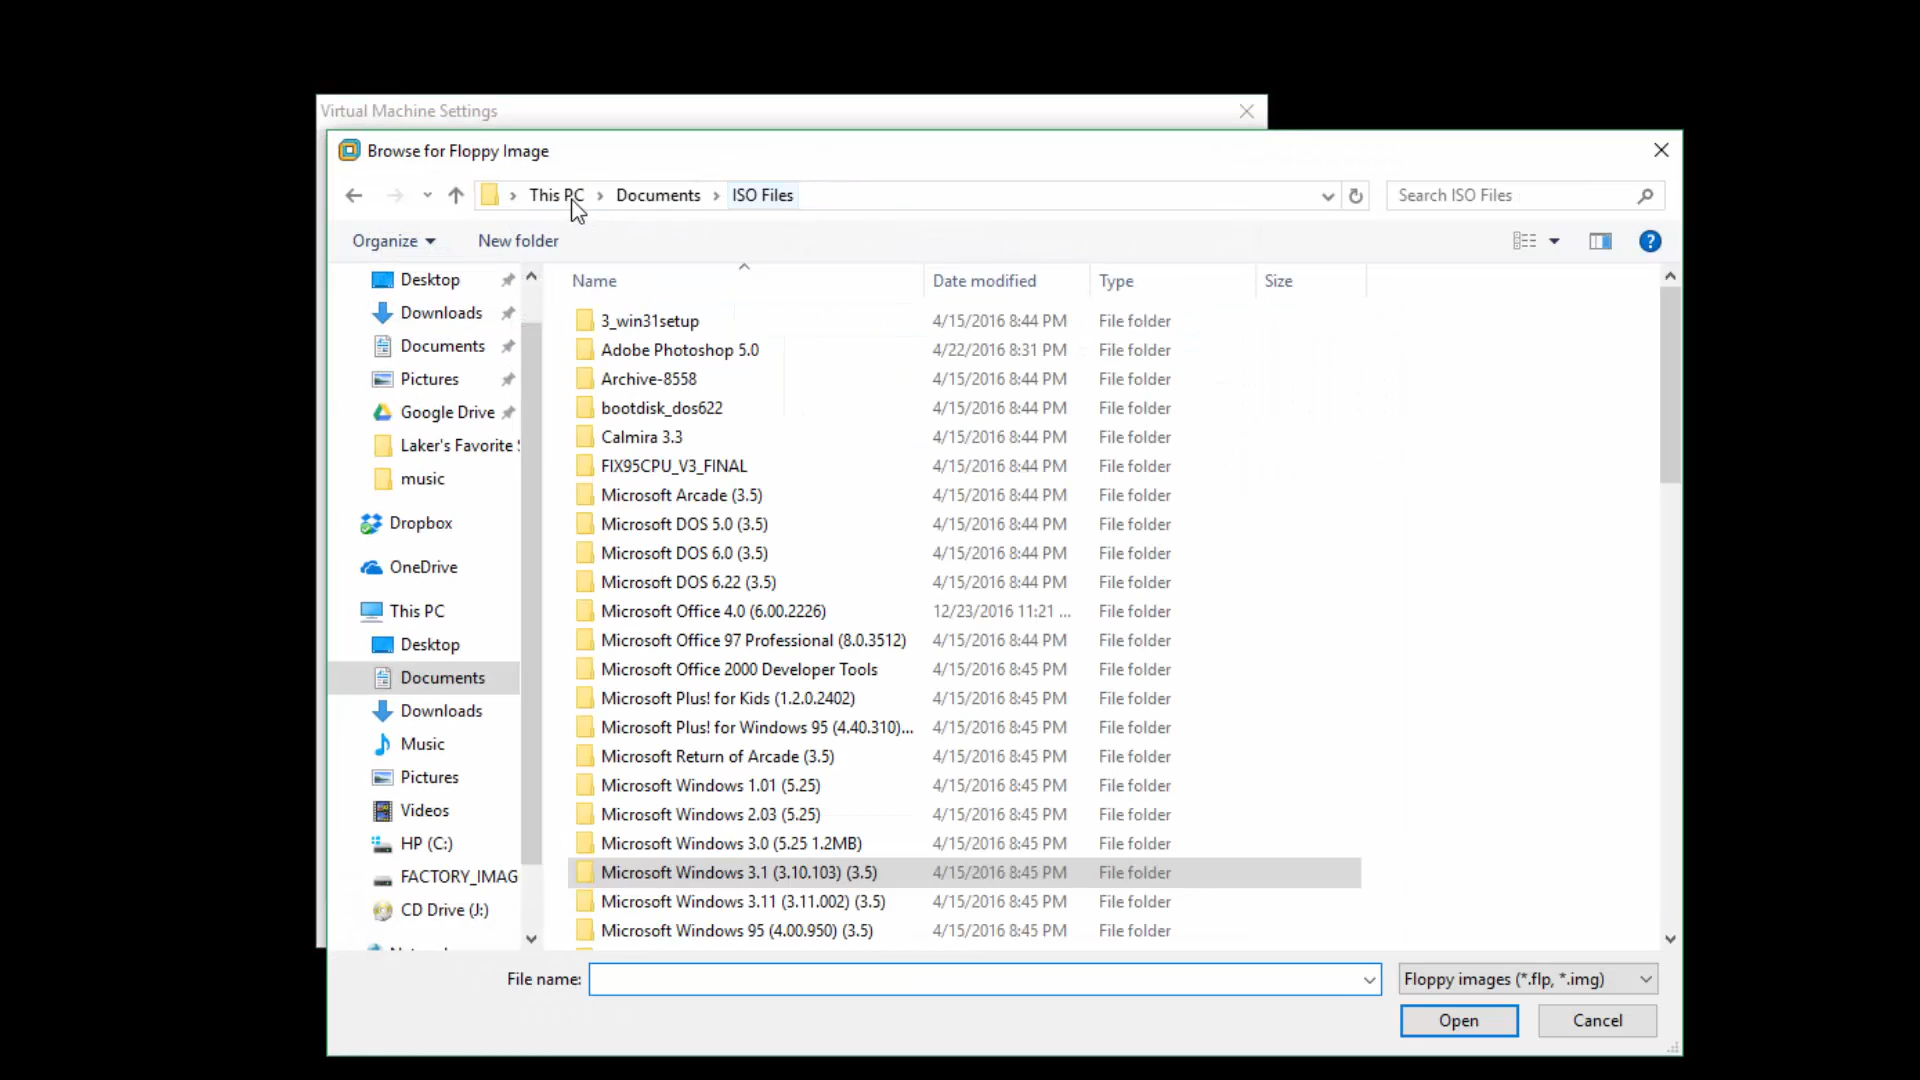 Virtual Machine Settings
Browse for Floppy Image
This PC > Documents > ISO Files
Search ISO Files
Organize
New folder
Name
Date modified
Type
Size
Desktop
Downloads
Documents
Pictures
Google Drive
Laker's Favorite
music
Dropbox
OneDrive
This PC
Desktop
Documents
Downloads
Music
Pictures
Videos
HP (C:)
FACTORY_IMAG
CD Drive (J:)
3_win31setup 4/15/2016 8:44 PM File folder
Adobe Photoshop 5.0 4/22/2016 8:31 PM File folder
Archive-8558 4/15/2016 8:44 PM File folder
bootdisk_dos622 4/15/2016 8:44 PM File folder
Calmira 3.3 4/15/2016 8:44 PM File folder
FIX95CPU_V3_FINAL 4/15/2016 8:44 PM File folder
Microsoft Arcade (3.5) 4/15/2016 8:44 PM File folder
Microsoft DOS 5.0 (3.5) 4/15/2016 8:44 PM File folder
Microsoft DOS 6.0 (3.5) 4/15/2016 8:44 PM File folder
Microsoft DOS 6.22 (3.5) 4/15/2016 8:44 PM File folder
Microsoft Office 4.0 (6.00.2226) 12/23/2016 11:21 ... File folder
Microsoft Office 97 Professional (8.0.3512) 4/15/2016 8:44 PM File folder
Microsoft Office 2000 Developer Tools 4/15/2016 8:45 PM File folder
Microsoft Plus! for Kids (1.2.0.2402) 4/15/2016 8:45 PM File folder
Microsoft Plus! for Windows 95 (4.40.310)... 4/15/2016 8:45 PM File folder
Microsoft Return of Arcade (3.5) 4/15/2016 8:45 PM File folder
Microsoft Windows 1.01 (5.25) 4/15/2016 8:45 PM File folder
Microsoft Windows 2.03 (5.25) 4/15/2016 8:45 PM File folder
Microsoft Windows 3.0 (5.25 1.2MB) 4/15/2016 8:45 PM File folder
Microsoft Windows 3.1 (3.10.103) (3.5) 4/15/2016 8:45 PM File folder
Microsoft Windows 3.11 (3.11.002) (3.5) 4/15/2016 8:45 PM File folder
Microsoft Windows 95 (4.00.950) (3.5) 4/15/2016 8:45 PM File folder
File name:
Floppy images (*.flp, *.img)
Open
Cancel